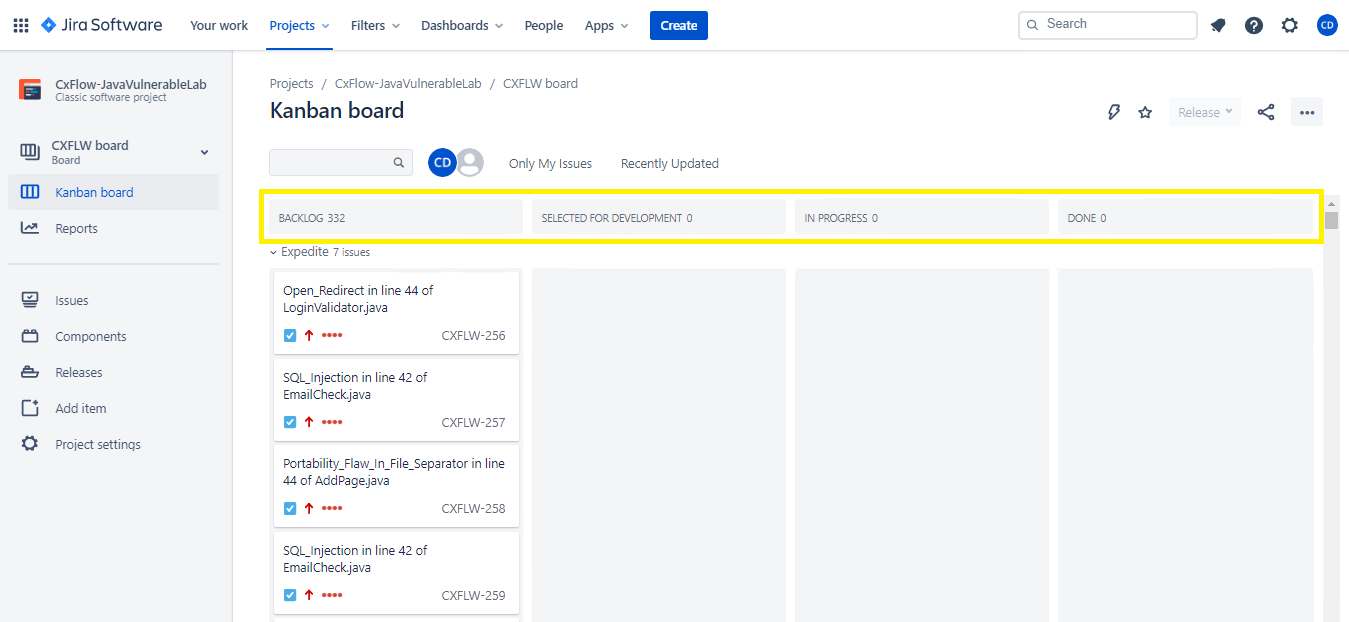 Jira Software
Your work
Projects
Filters
Dashboards
People
Apps
Create
Search
CD
CxFlow-JavaVulnerableLab
Classic software project
CXFLW board
Board
Kanban board
Reports
Issues
Components
Releases
Add item
Project settings
Projects / CxFlow-JavaVulnerableLab / CXFLW board
Kanban board
Release
CD
Only My Issues
Recently Updated
BACKLOG 332
SELECTED FOR DEVELOPMENT 0
IN PROGRESS 0
DONE 0
Expedite 7 issues
Open_Redirect in line 44 of
LoginValidator.java
CXFLW-256
SQL_Injection in line 42 of
EmailCheck.java
CXFLW-257
Portability_Flaw_In_File_Separator in line
44 of AddPage.java
CXFLW-258
SQL_Injection in line 42 of
EmailCheck.java
CXFLW-259